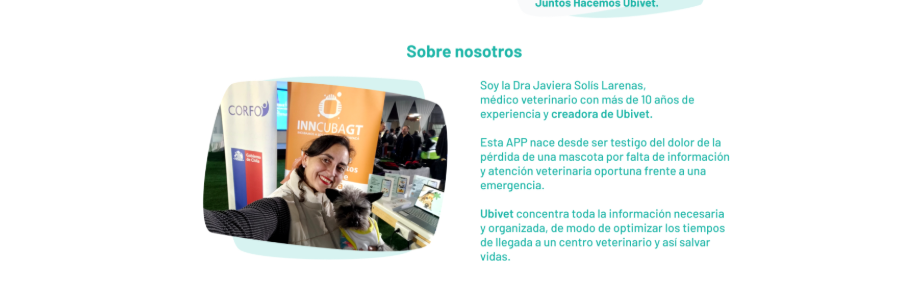 Juntos Hacemos Ubivet.
Sobre nosotros
CORFO
INNCUBAGT
Soy la Dra Javiera Solís Larenas,
médico veterinario con más de 10 años de
experiencia y creadora de Ubivet.
Esta APP nace desde ser testigo del dolor de la
pérdida de una mascota por falta de información
y atención veterinaria oportuna frente a una
emergencia.
Ubivet concentra toda la información necesaria
y organizada, de modo de optimizar los tiempos
de llegada a un centro veterinario y así salvar
vidas.